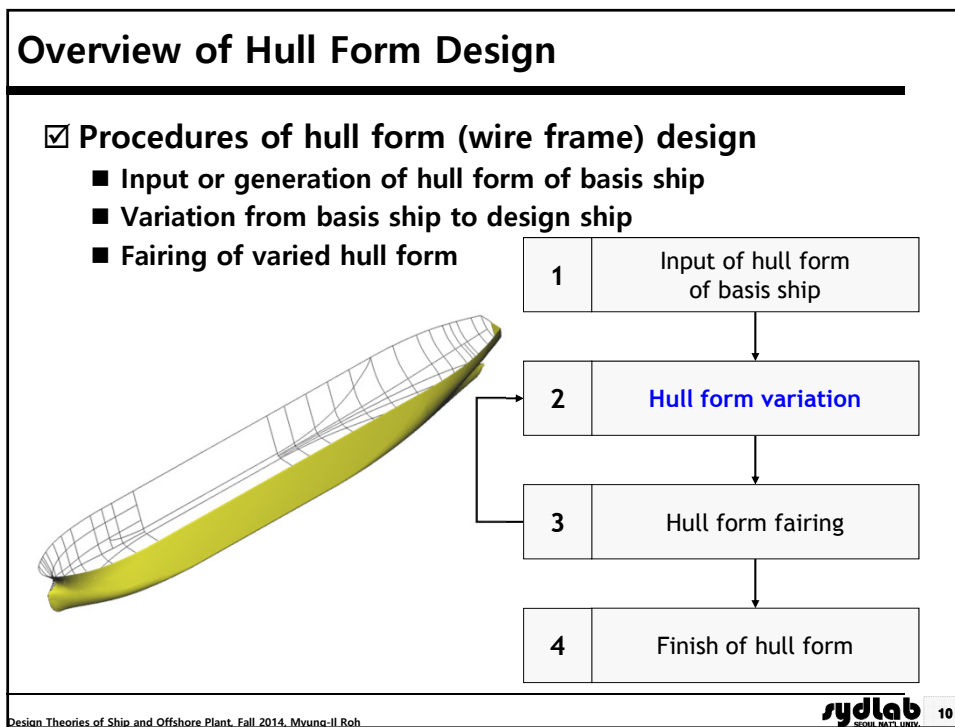 Overview of Hull Form Design
☑ Procedures of hull form (wire frame) design
■ Input or generation of hull form of basis ship
■ Variation from basis ship to design ship
■ Fairing of varied hull form
1
Input of hull form
of basis ship
2
Hull form variation
3
Hull form fairing
4
Finish of hull form
Design Theories of Ship and Offshore Plant, Fall 2014, Myung-Il Roh
sydlab
SEOUL NAT'L UNIV.
10